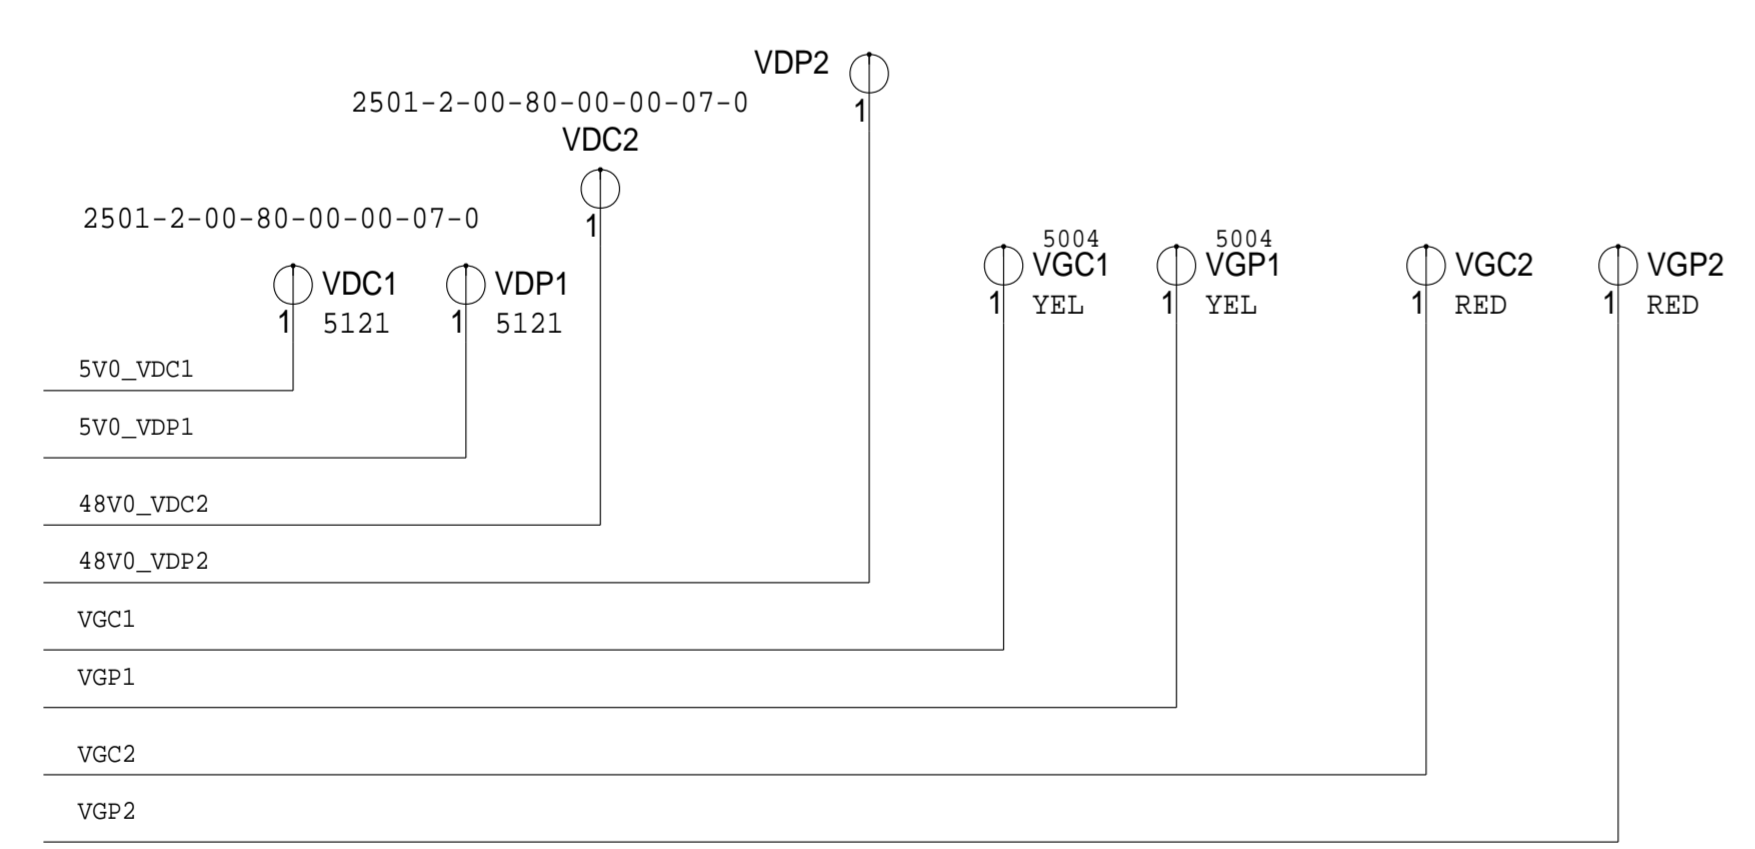 VDP2
1
2501-2-00-80-00-00-07-0
VDC2
1
2501-2-00-80-00-00-07-0
VDC1
5121
1
VDP1
5121
1
5004
VGC1
YEL
1
5004
VGP1
YEL
1
VGC2
RED
1
VGP2
RED
1
5V0_VDC1
5V0_VDP1
48V0_VDC2
48V0_VDP2
VGC1
VGP1
VGC2
VGP2